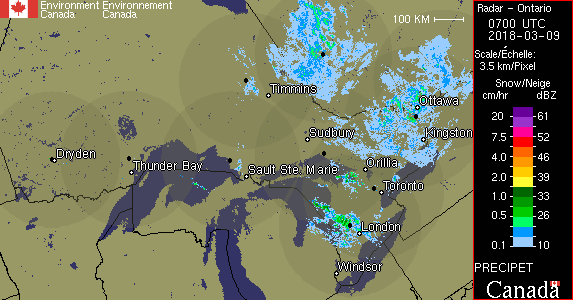 Environment Environnement
Canada Canada
100 KM
Timmins
Ottawa
Sudbury
Kingston
Dryden
Thunder Bay
Sault Ste. Marie
Orillia
Toronto
London
Windsor
Radar - Ontario
0700 UTC
2018-03-09
Scale/Échelle:
3.5 km/Pixel
Snow/Neige
cm/hr dBZ
20 61
7.5 52
4.0 46
2.0 39
1.0 33
0.5 26
0.1 10
PRECIPET
Canada